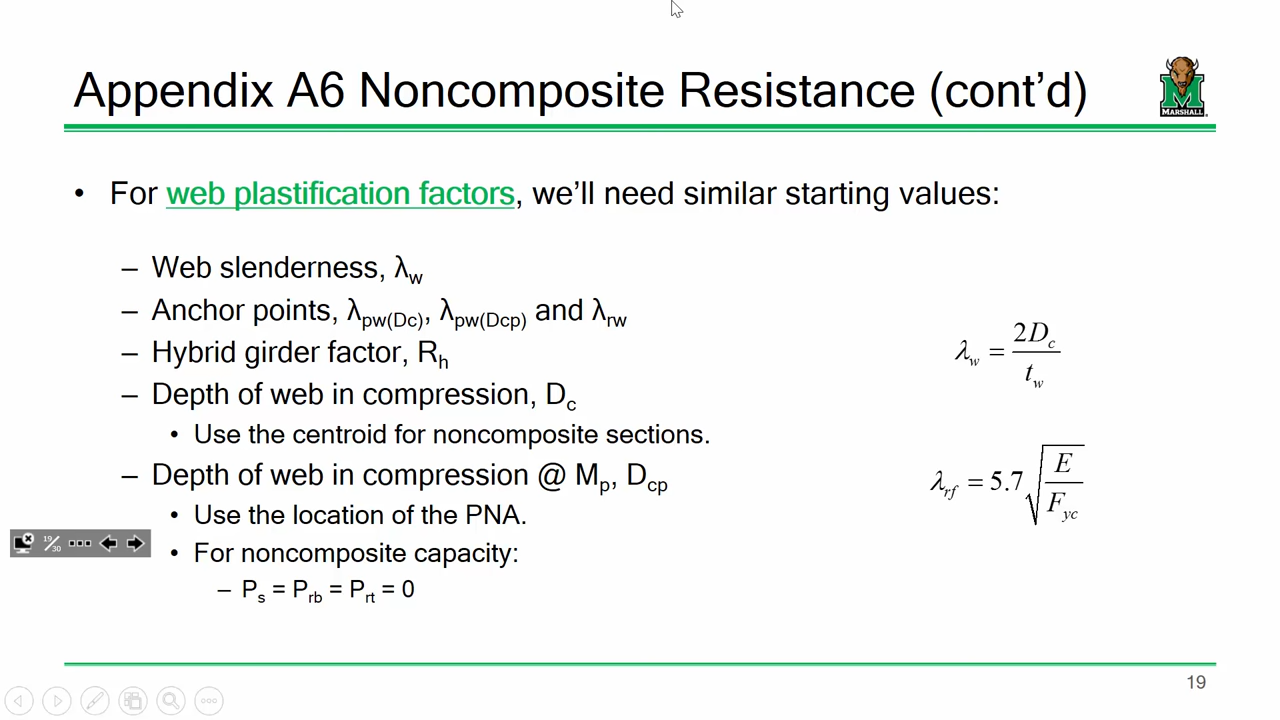 Appendix A6 Noncomposite Resistance (cont’d)
MARSHALL
• For web plastification factors, we’ll need similar starting values:
– Web slenderness, λw
– Anchor points, λpw(Dc), λpw(Dcp) and λrw
– Hybrid girder factor, Rh
– Depth of web in compression, Dc
• Use the centroid for noncomposite sections.
– Depth of web in compression @ Mp, Dcp
• Use the location of the PNA.
• For noncomposite capacity:
– Ps = Prb = Prt = 0
λw = 2Dc / tw
λrf = 5.7 √(E / Fyc)
19/30
19